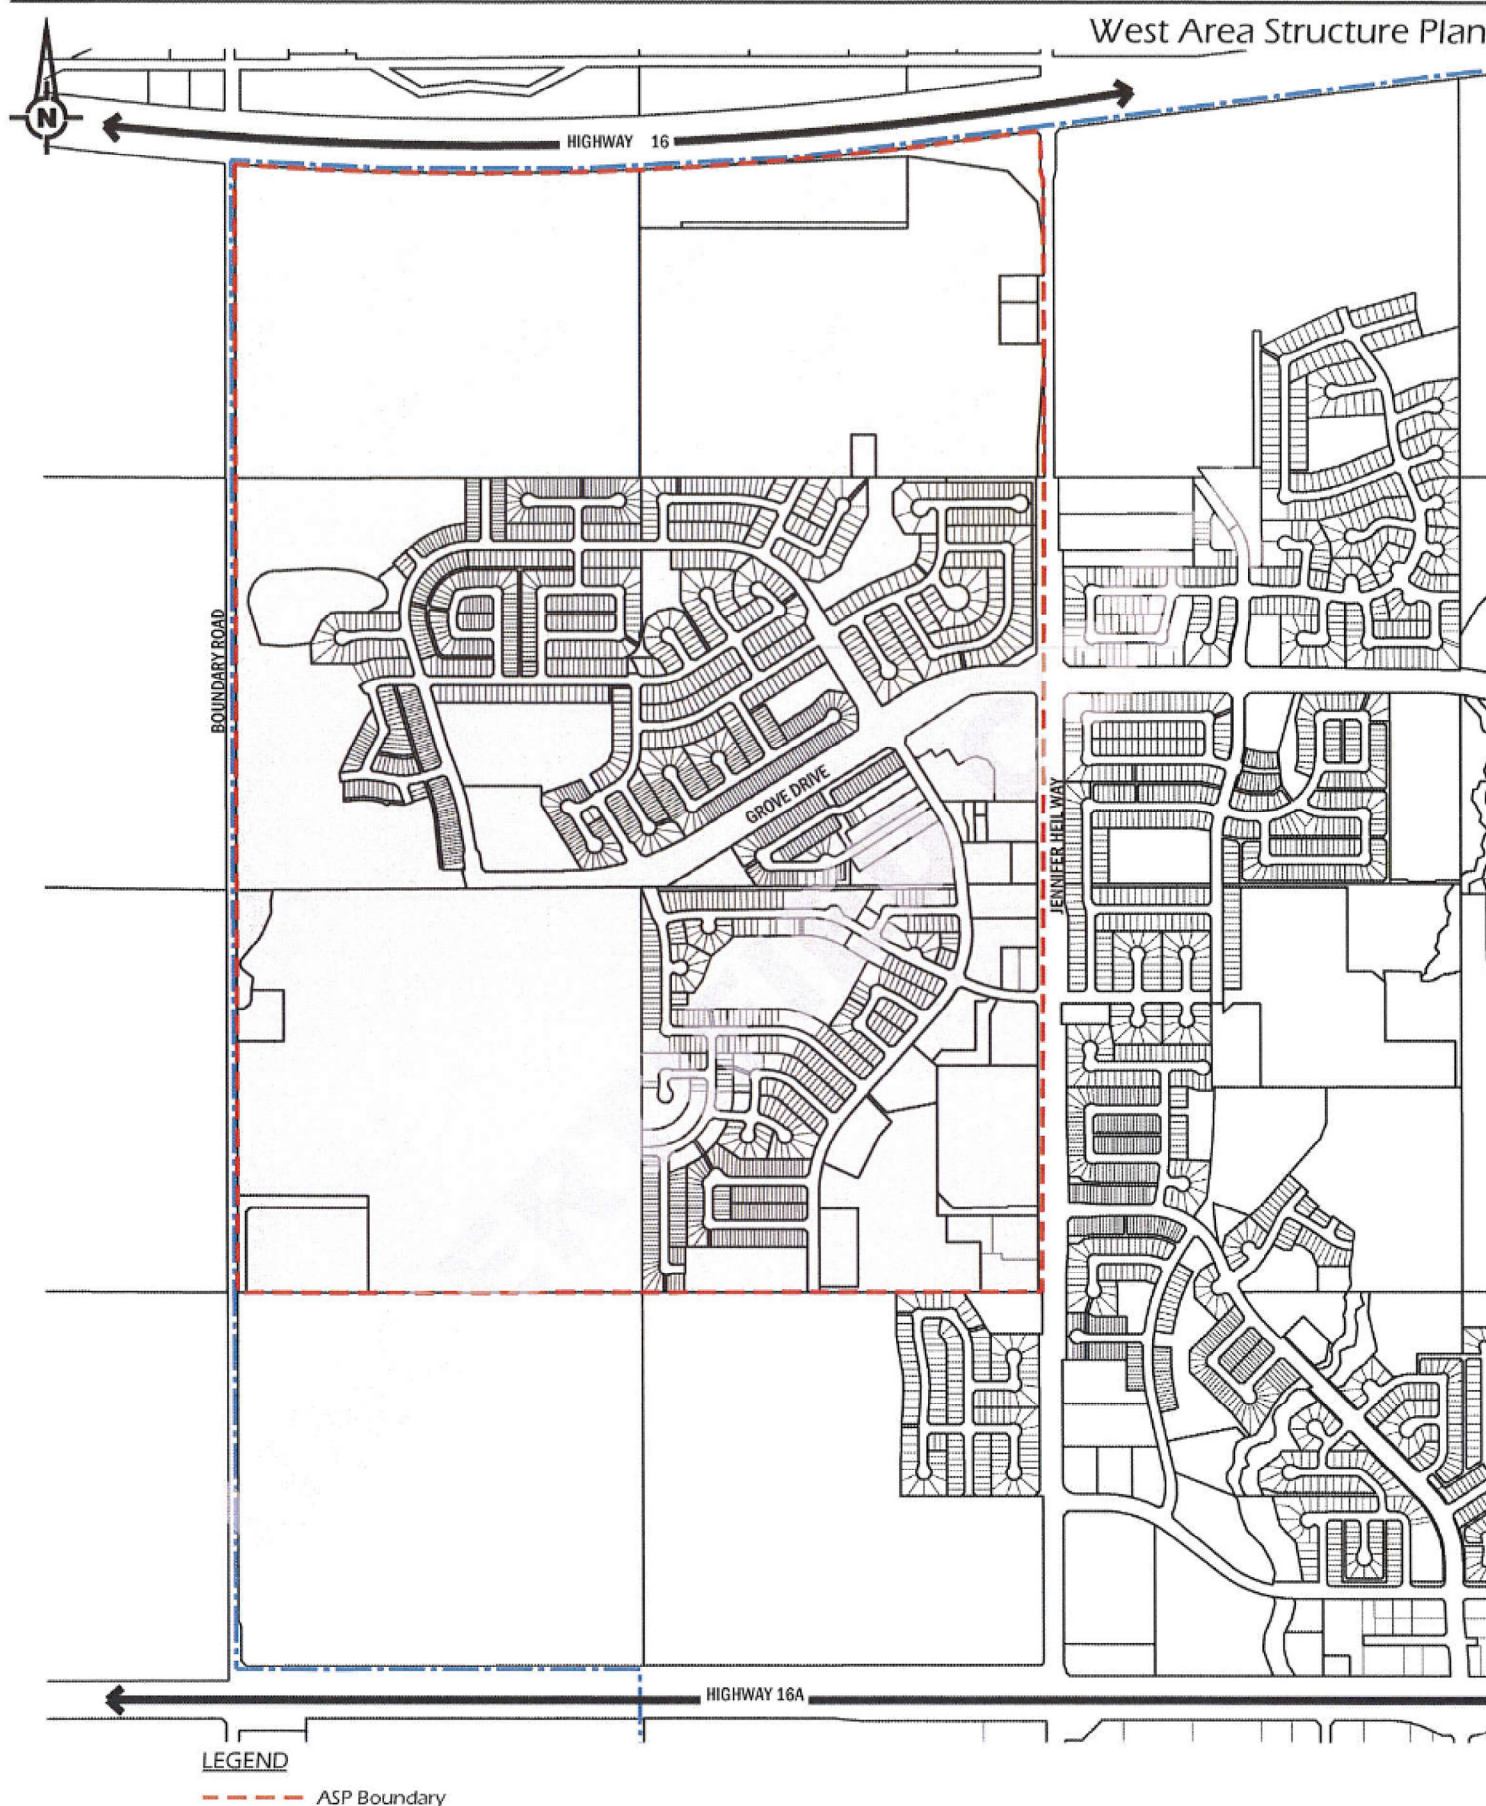 West Area Structure Plan
N
HIGHWAY 16
BOUNDARY ROAD
GROVE DRIVE
JENNIFER HEIL WAY
HIGHWAY 16A
LEGEND
ASP Boundary